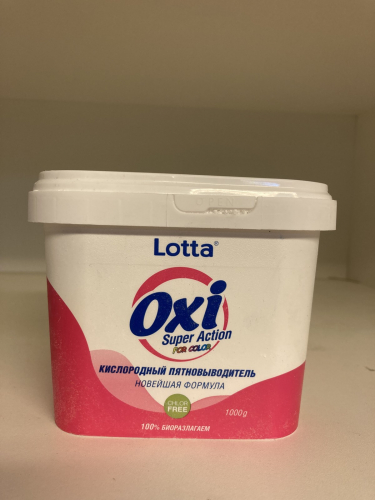 Lotta®
Oxi
Super Action
FOR COLOR
КИСЛОРОДНЫЙ ПЯТНОВЫВОДИТЕЛЬ
НОВЕЙШАЯ ФОРМУЛА
CHLOR
FREE
1000g
100% БИОРАЗЛАГАЕМ